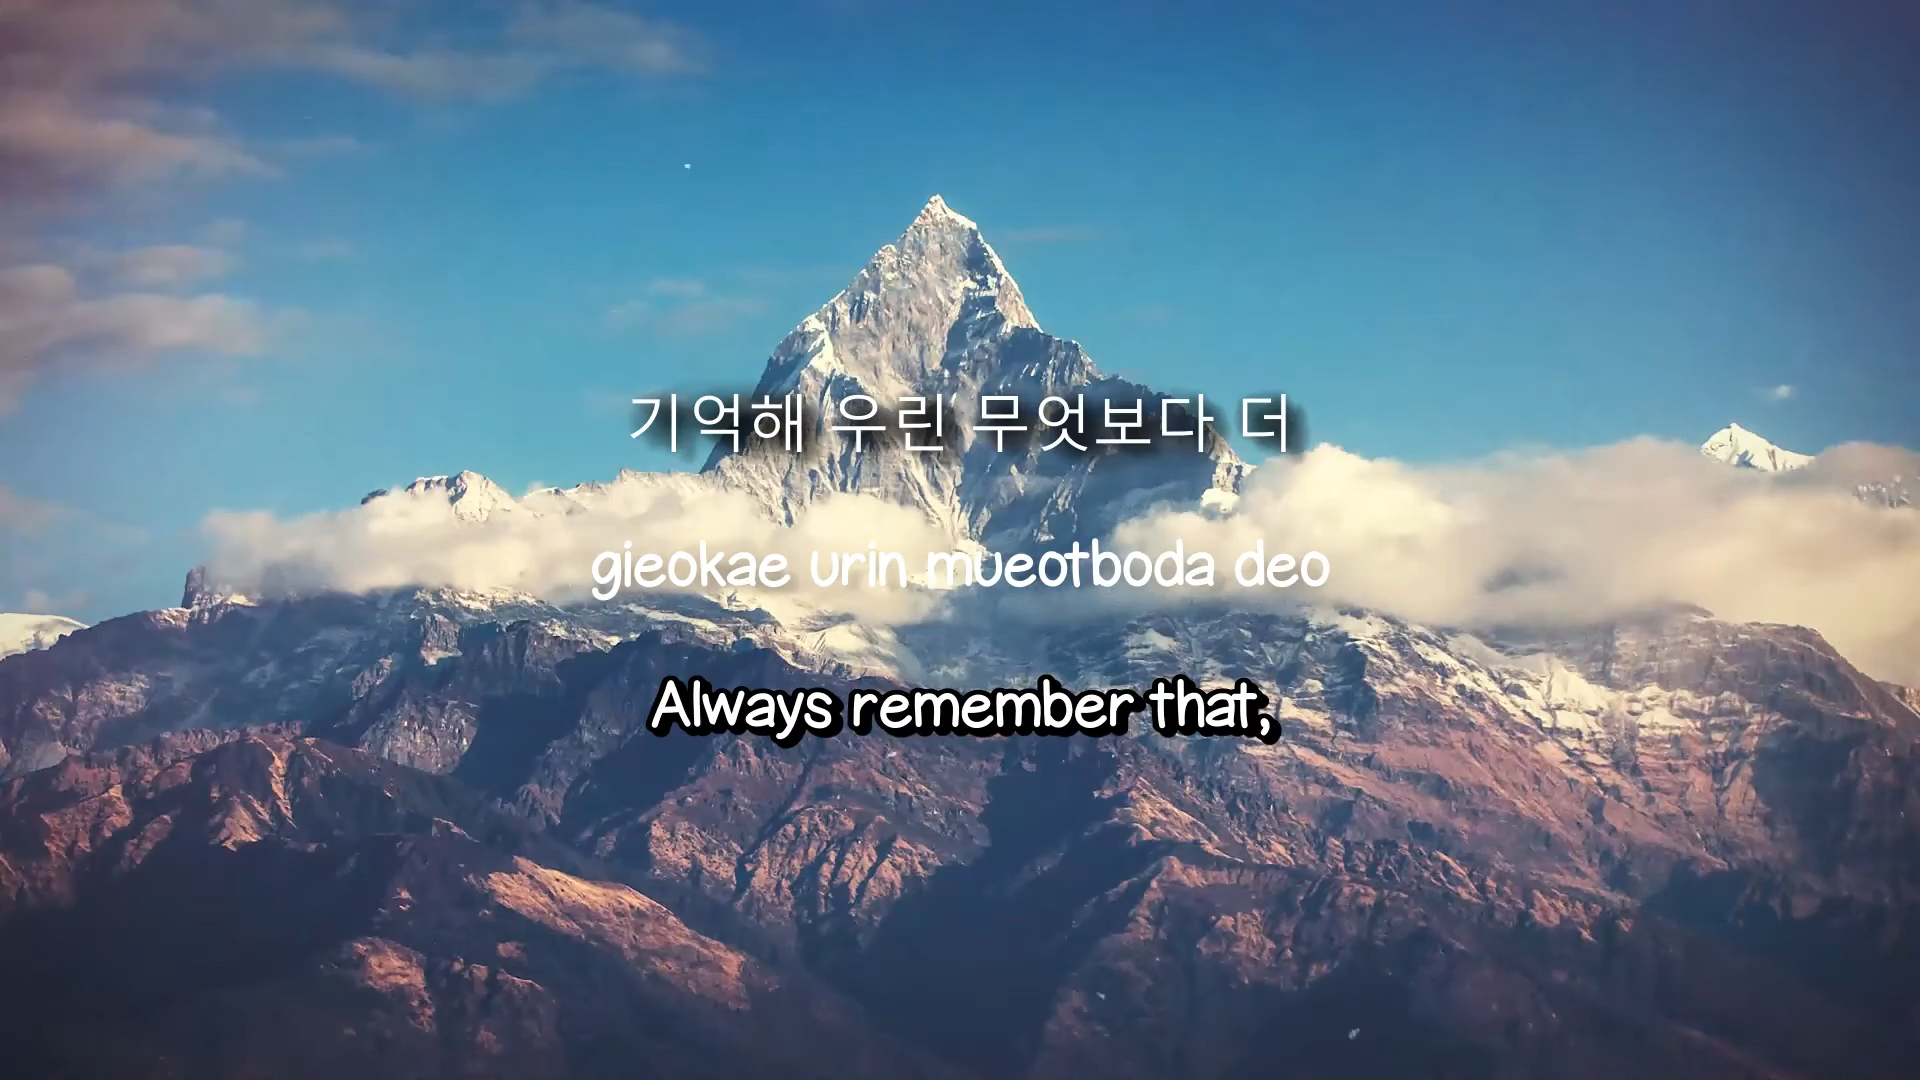 기억해 우린 무엇보다 더
gieokae urin mueotboda deo
Always remember that,